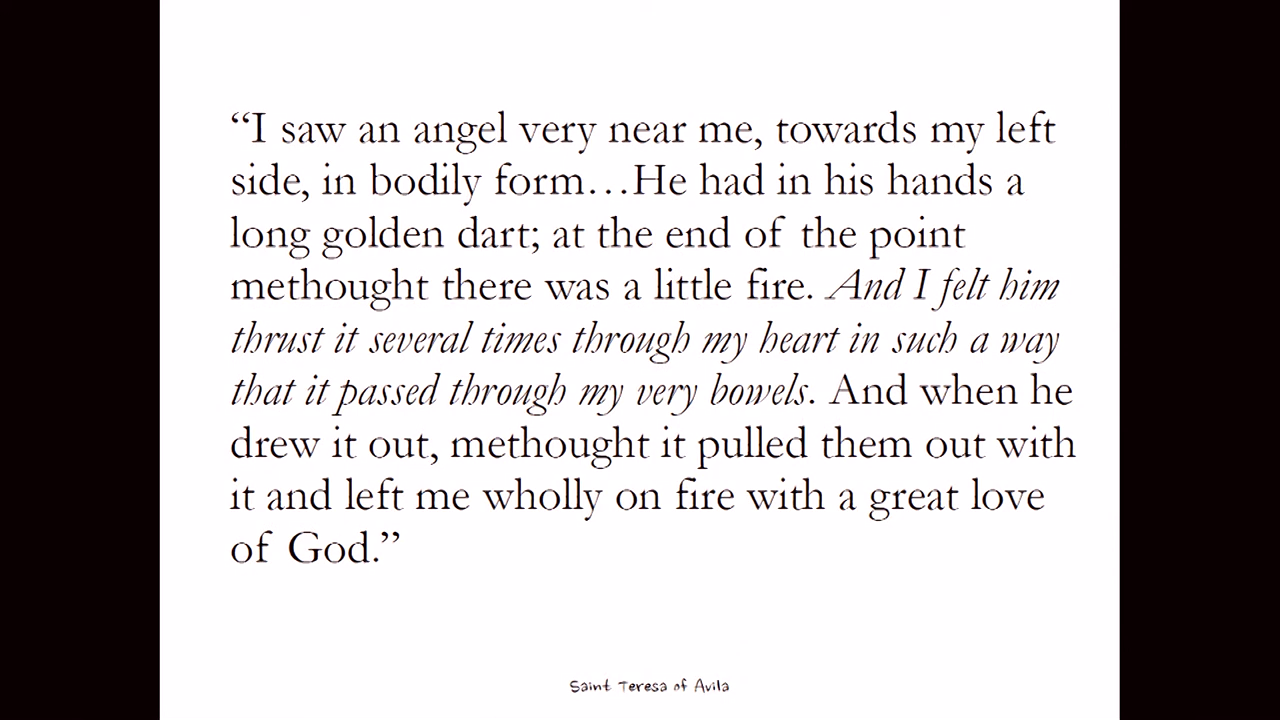 “I saw an angel very near me, towards my left
side, in bodily form…He had in his hands a
long golden dart; at the end of the point
methought there was a little fire. And I felt him
thrust it several times through my heart in such a way
that it passed through my very bowels. And when he
drew it out, methought it pulled them out with
it and left me wholly on fire with a great love
of God.”
Saint Teresa of Avila